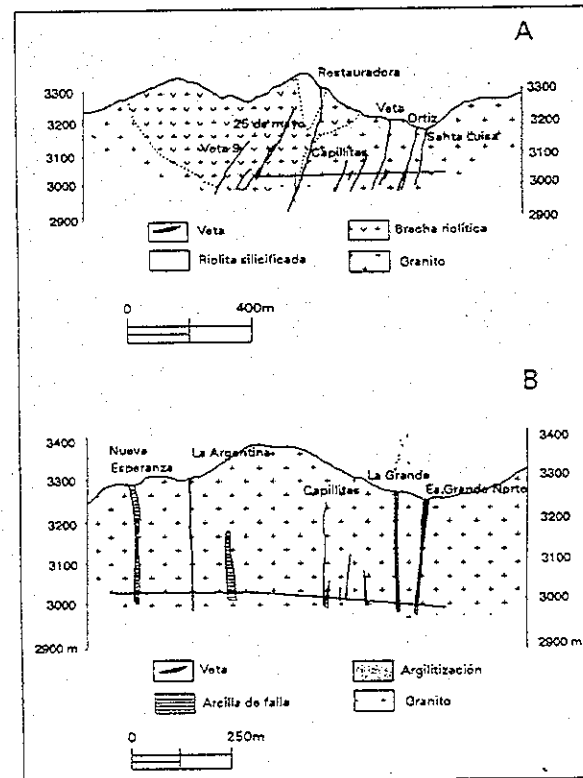 A
Restauradora
3300
3200
3100
3000
2900
3300
3200
3100
3000
2900
Veta
Ortiz
Santa Luisa
25 de mayo
Veta 9
Capillitas
Veta
Brecha riolítica
Riolita silicificada
Granito
0
400m
B
3400
3300
3200
3100
3000
2900 m
3400
3300
3200
3100
3000
2900 m
Nueva
Esperanza
La Argentina
La Grande
Capillitas
Ea. Grande Norte
Veta
Argilitización
Arcilla de falla
Granito
0
250m